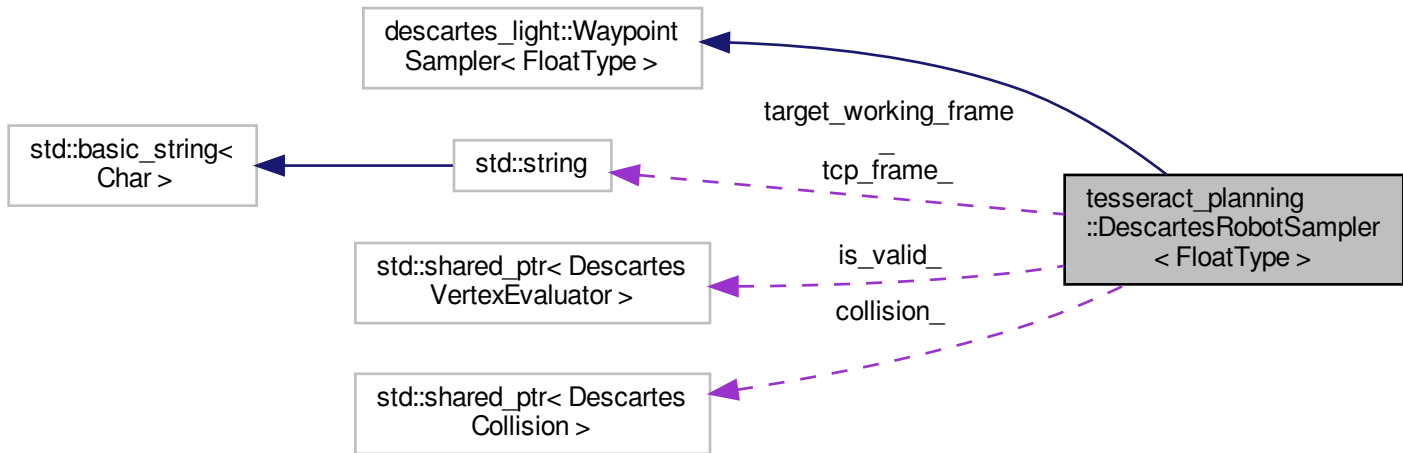 descartes_light::Waypoint
Sampler< FloatType >
target_working_frame
_
tcp_frame_
std::basic_string<
Char >
std::string
tesseract_planning
::DescartesRobotSampler
< FloatType >
is_valid_
std::shared_ptr< Descartes
VertexEvaluator >
collision_
std::shared_ptr< Descartes
Collision >